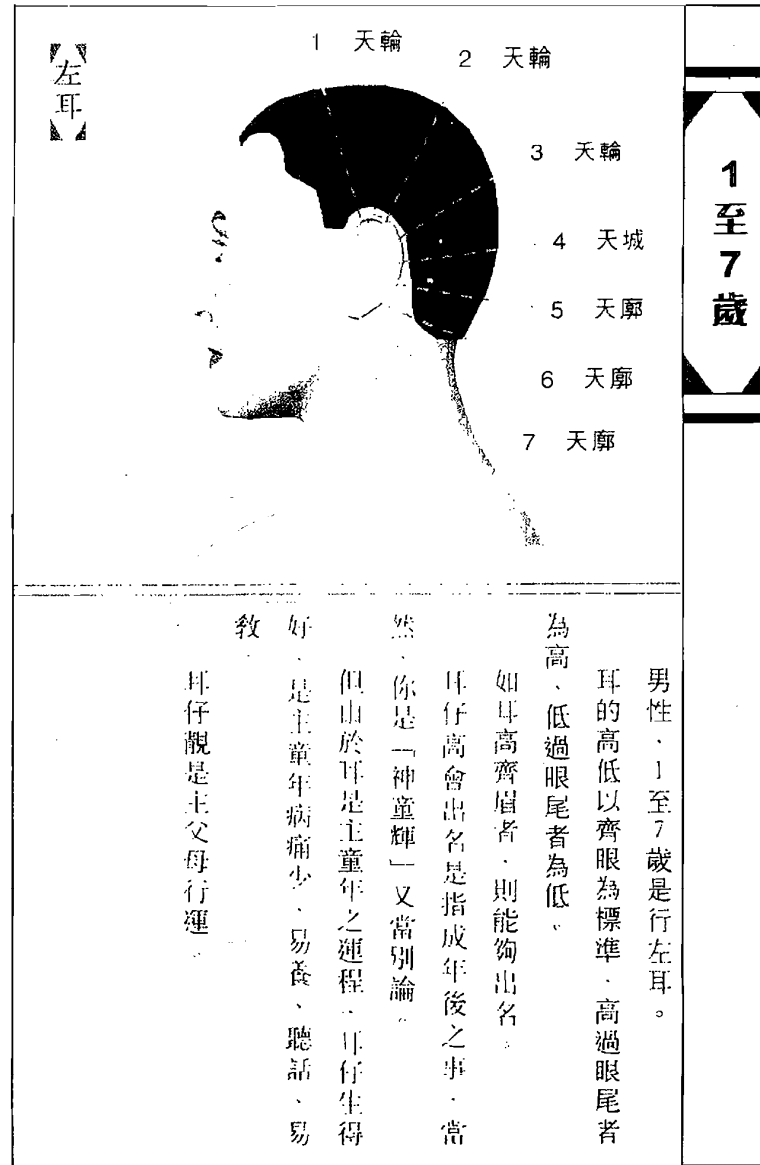 1至7歲
【左耳】
1 天輪
2 天輪
3 天輪
4 天城
5 天廓
6 天廓
7 天廓
男性，1至7歲是行左耳。
耳的高低以齊眼為標準，高過眼尾者
為高、低過眼尾者為低。
如耳高齊眉者，則能夠出名。
耳仔高會出名是指成年後之事，當
然，你是「神童輝」又當別論。
但由於耳是主童年之運程，耳仔生得
好，是主童年病痛少、易養、聽話、易
教。
耳仔靚是主父母行運。